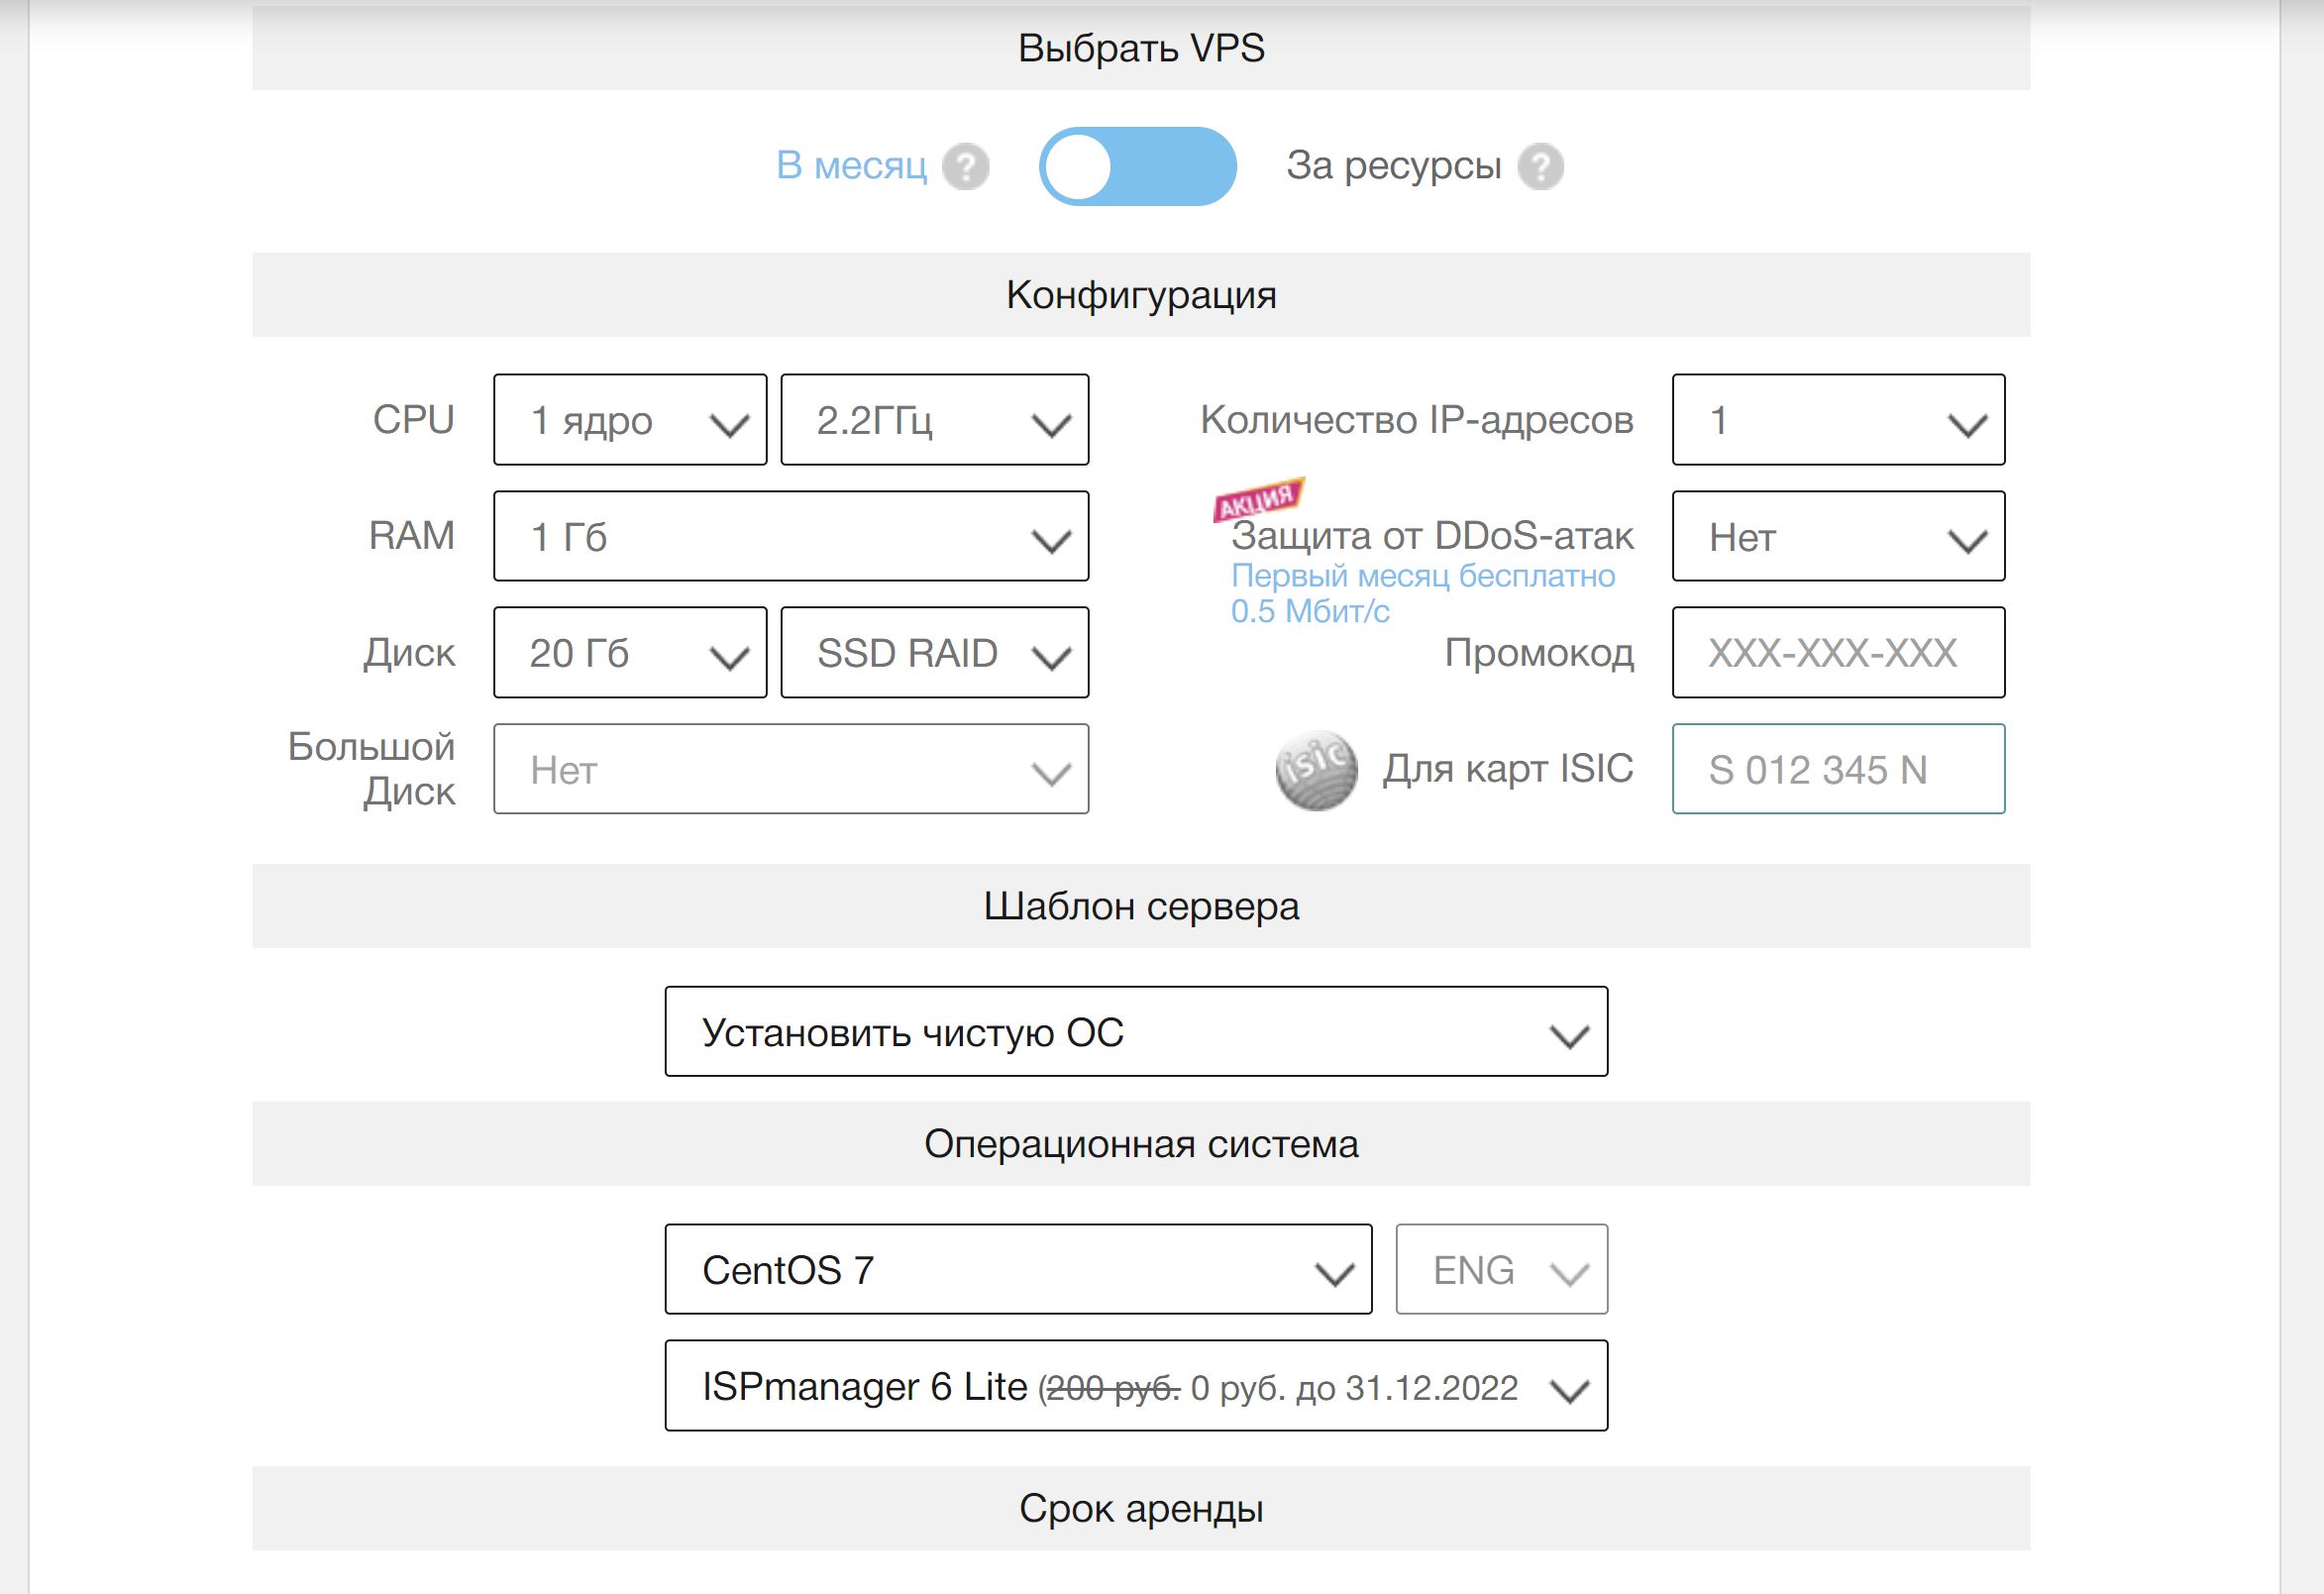 Выбрать VPS
В месяц ? За ресурсы ?
Конфигурация
CPU 1 ядро 2.2ГГц
Количество IP-адресов 1
RAM 1 Гб
АКЦИЯ
Защита от DDoS-атак Нет
Первый месяц бесплатно
0.5 Мбит/с
Диск 20 Гб SSD RAID
Промокод XXX-XXX-XXX
Большой
Диск
Нет
isic Для карт ISIC S 012 345 N
Шаблон сервера
Установить чистую ОС
Операционная система
CentOS 7 ENG
ISPmanager 6 Lite (200 руб. 0 руб. до 31.12.2022
Срок аренды